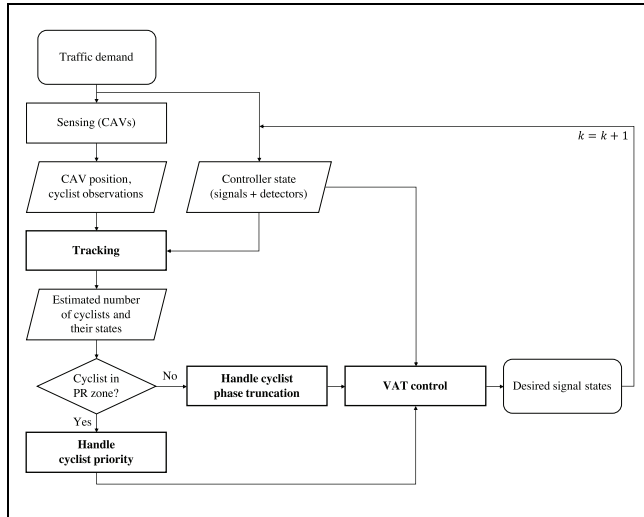 Traffic demand
Sensing (CAVs)
k = k + 1
CAV position,
cyclist observations
Controller state
(signals + detectors)
Tracking
Estimated number
of cyclists and
their states
Cyclist in
PR zone?
No
Handle cyclist
phase truncation
VAT control
Desired signal states
Yes
Handle
cyclist priority